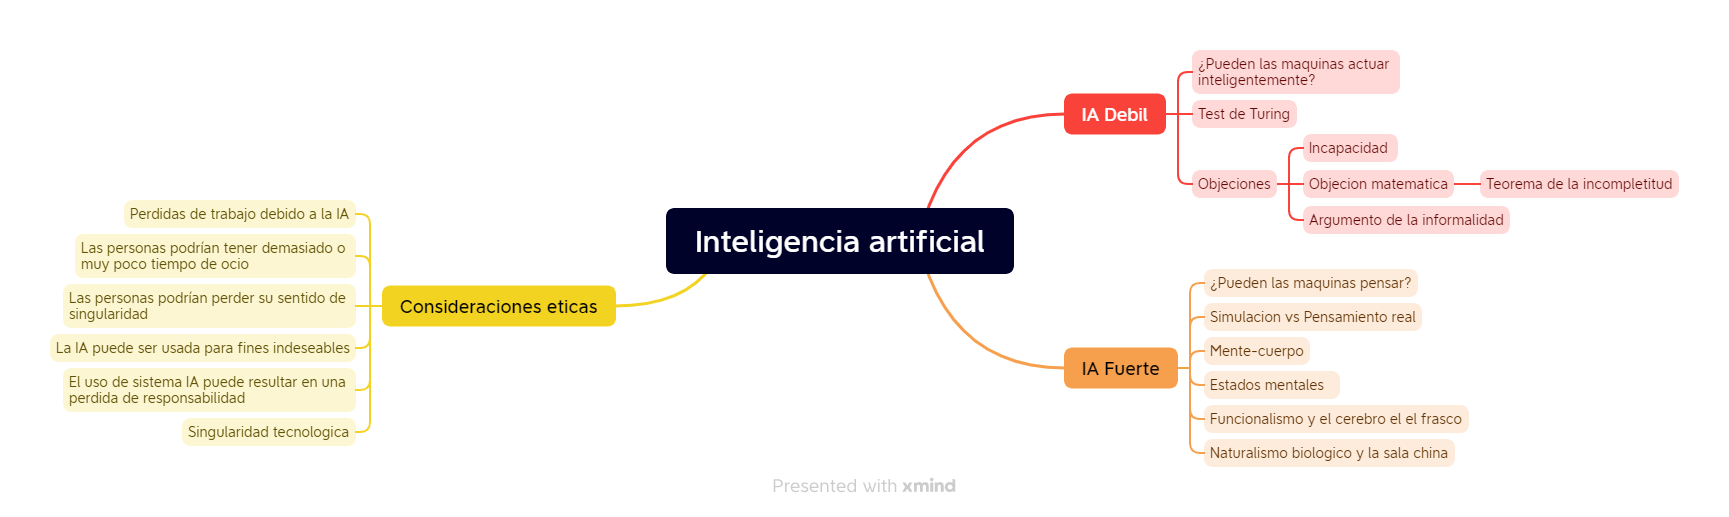 Inteligencia artificial
IA Debil
¿Pueden las maquinas actuar
inteligentemente?
Test de Turing
Objeciones
Incapacidad
Objecion matematica
Teorema de la incompletitud
Argumento de la informalidad
IA Fuerte
¿Pueden las maquinas pensar?
Simulacion vs Pensamiento real
Mente-cuerpo
Estados mentales
Funcionalismo y el cerebro el el frasco
Naturalismo biologico y la sala china
Consideraciones eticas
Perdidas de trabajo debido a la IA
Las personas podrían tener demasiado o
muy poco tiempo de ocio
Las personas podrían perder su sentido de
singularidad
La IA puede ser usada para fines indeseables
El uso de sistema IA puede resultar en una
perdida de responsabilidad
Singularidad tecnologica
Presented with xmind